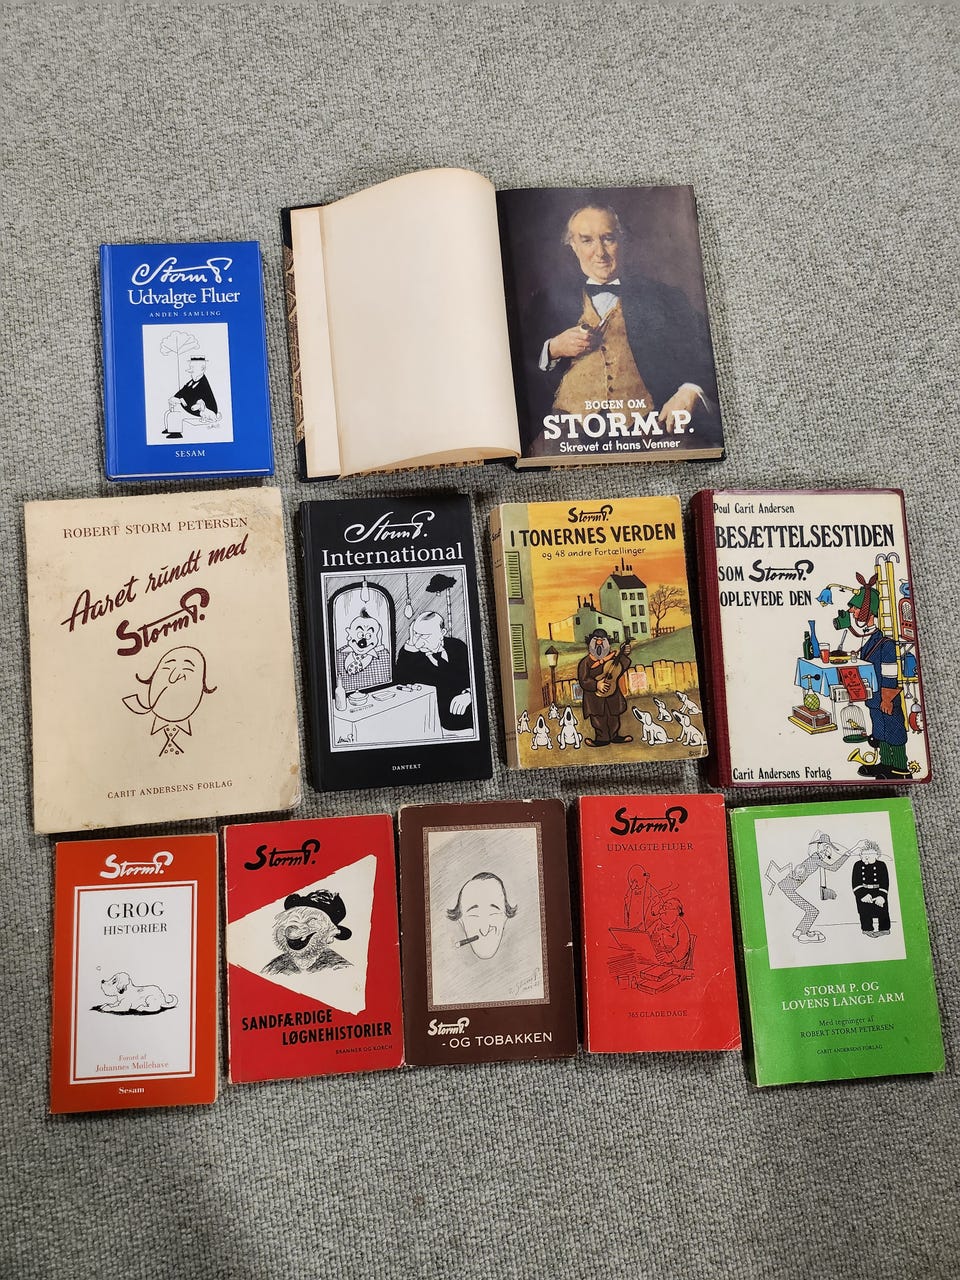 Storm P.
Udvalgte Fluer
ANDEN SAMLING
SESAM
BOGEN OM
STORM P.
Skrevet af hans Venner
ROBERT STORM PETERSEN
Aaret rundt med
Storm P.
CARIT ANDERSENS FORLAG
Storm P.
International
DANTEXT
Storm P.
I TONERNES VERDEN
og 48 andre Fortællinger
Poul Carit Andersen
BESÆTTELSESTIDEN
SOM Storm P.
OPLEVEDE DEN
Carit Andersens Forlag
Storm P.
GROG
HISTORIER
Forord af
Johannes Møllehave
Sesam
Storm P.
SANDFÆRDIGE
LØGNEHISTORIER
BRANNER OG KORCH
Storm P.
- OG TOBAKKEN
Storm P.
UDVALGTE FLUER
365 GLADE DAGE
STORM P. OG
LOVENS LANGE ARM
Med tegninger af
ROBERT STORM PETERSEN
CARIT ANDERSENS FORLAG